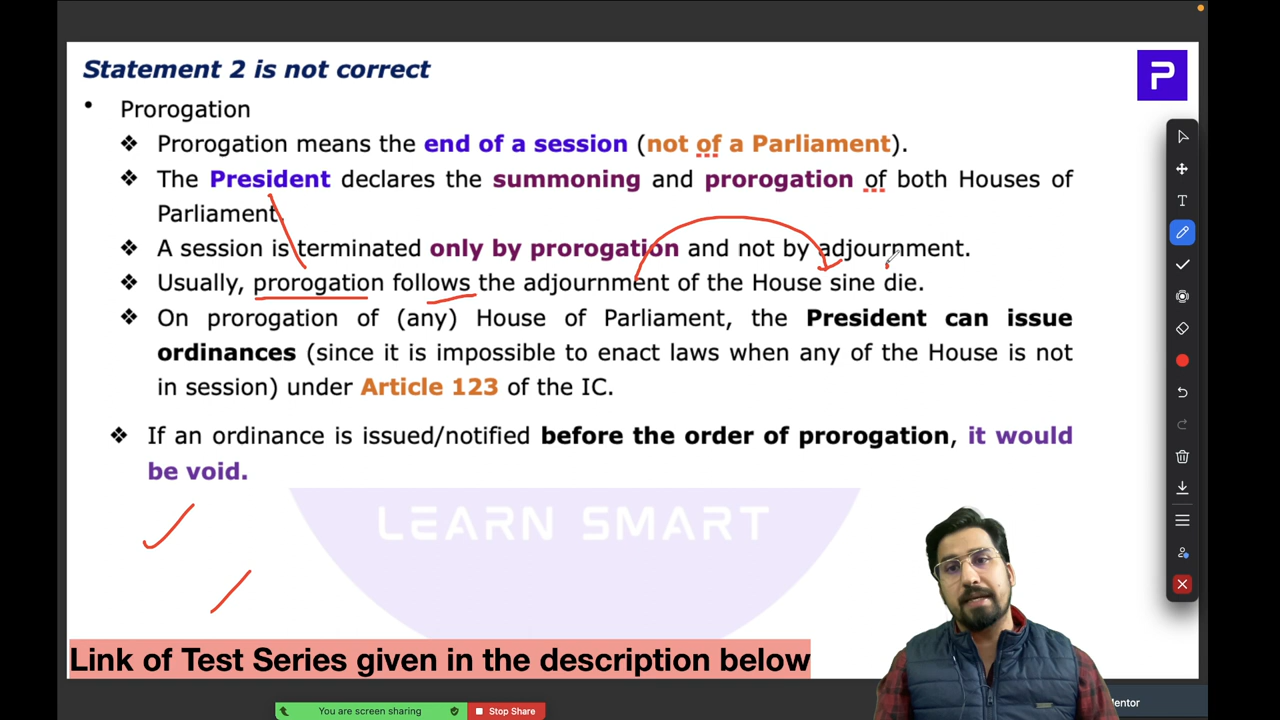 Statement 2 is not correct
P
• Prorogation
❖ Prorogation means the end of a session (not of a Parliament).
❖ The President declares the summoning and prorogation of both Houses of
Parliament.
❖ A session is terminated only by prorogation and not by adjournment.
❖ Usually, prorogation follows the adjournment of the House sine die.
❖ On prorogation of (any) House of Parliament, the President can issue
ordinances (since it is impossible to enact laws when any of the House is not
in session) under Article 123 of the IC.
❖ If an ordinance is issued/notified before the order of prorogation, it would
be void.
LEARN SMART
Link of Test Series given in the description below
T
You are screen sharing
Stop Share
Mentor